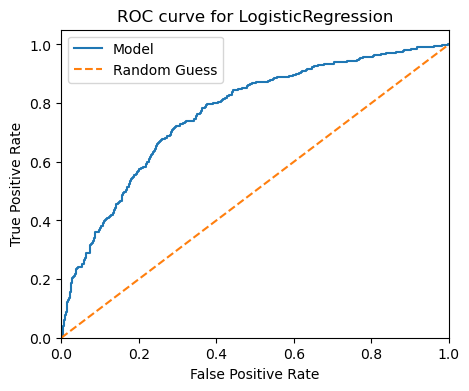 ROC curve for LogisticRegression
Model
Random Guess
True Positive Rate
1.0
0.8
0.6
0.4
0.2
0.0
0.0 0.2 0.4 0.6 0.8 1.0
False Positive Rate